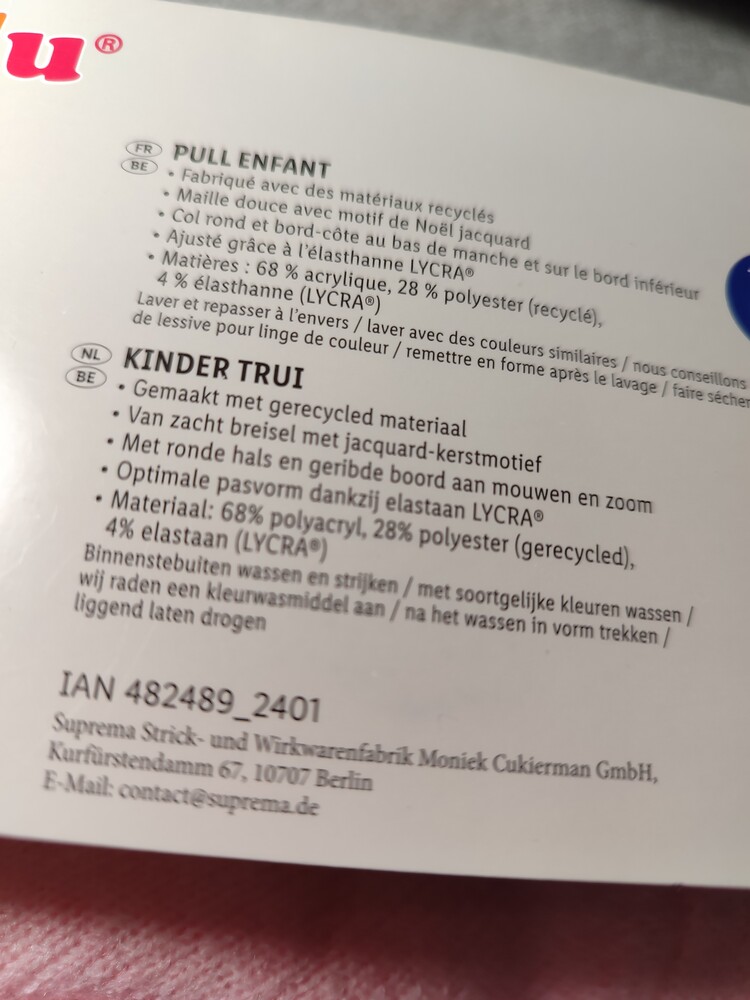 u®
FR PULL ENFANT
BE • Fabriqué avec des matériaux recyclés
• Maille douce avec motif de Noël jacquard
• Col rond et bord-côte au bas de manche et sur le bord inférieur
• Ajusté grâce à l'élasthanne LYCRA®
• Matières : 68 % acrylique, 28 % polyester (recyclé),
4 % élasthanne (LYCRA®)
Laver et repasser à l'envers / laver avec des couleurs similaires / nous conseillons
de lessive pour linge de couleur / remettre en forme après le lavage / faire sécher
NL KINDER TRUI
BE • Gemaakt met gerecycled materiaal
• Van zacht breisel met jacquard-kerstmotief
• Met ronde hals en geribde boord aan mouwen en zoom
• Optimale pasvorm dankzij elastaan LYCRA®
• Materiaal: 68% polyacryl, 28% polyester (gerecycled),
4% elastaan (LYCRA®)
Binnenstebuiten wassen en strijken / met soortgelijke kleuren wassen /
wij raden een kleurwasmiddel aan / na het wassen in vorm trekken /
liggend laten drogen
IAN 482489_2401
Suprema Strick- und Wirkwarenfabrik Moniek Cukierman GmbH,
Kurfürstendamm 67, 10707 Berlin
E-Mail: contact@suprema.de